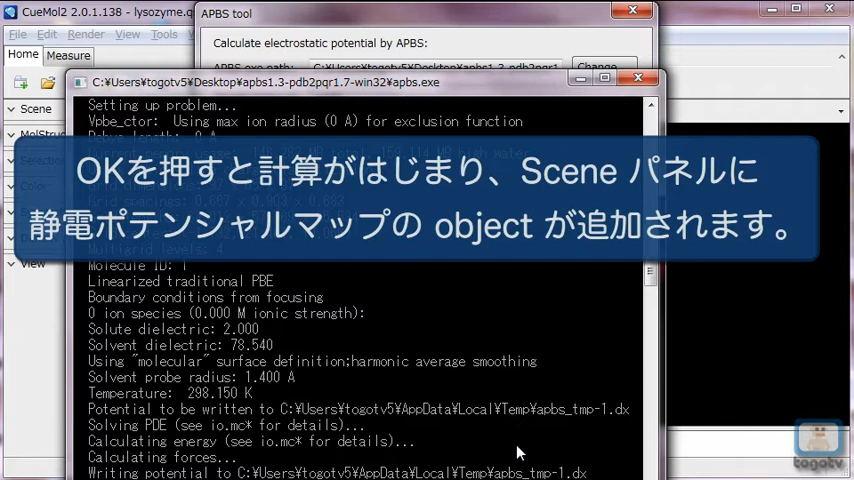 CueMol2 2.0.1.138 - lysozyme.q
APBS tool
File Edit Render View Tools
Calculate electrostatic potential by APBS:
Home Measure
Change
C:¥Users¥togotv5¥Desktop¥apbs1.3-pdb2pqr1.7-win32¥apbs.exe
Setting up problem...
Scene
Vpbe_ctor: Using max ion radius (0 A) for exclusion function
OKを押すと計算がはじまり、Scene パネルに
静電ポテンシャルマップの object が追加されます。
View
Molecule ID: 1
Linearized traditional PBE
Boundary conditions from focusing
0 ion species (0.000 M ionic strength):
Solute dielectric: 2.000
Solvent dielectric: 78.540
Using "molecular" surface definition;harmonic average smoothing
Solvent probe radius: 1.400 A
Temperature: 298.150 K
Potential to be written to C:¥Users¥togotv5¥AppData¥Local¥Temp¥apbs_tmp-1.dx
Solving PDE (see io.mc* for details)...
Calculating energy (see io.mc* for details)...
Calculating forces...
Writing potential to C:¥Users¥togotv5¥AppData¥Local¥Temp¥apbs_tmp-1.dx
togotv